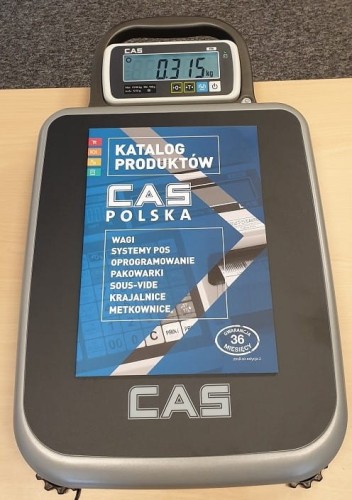 CAS
0.315 kg
KATALOG
PRODUKTÓW
CAS
POLSKA
WAGI
SYSTEMY POS
OPROGRAMOWANIE
PAKOWARKI
SOUS-VIDE
KRAJALNICE
METKOWNICE
GWARANCJA
36
MIESIĘCY
CAS